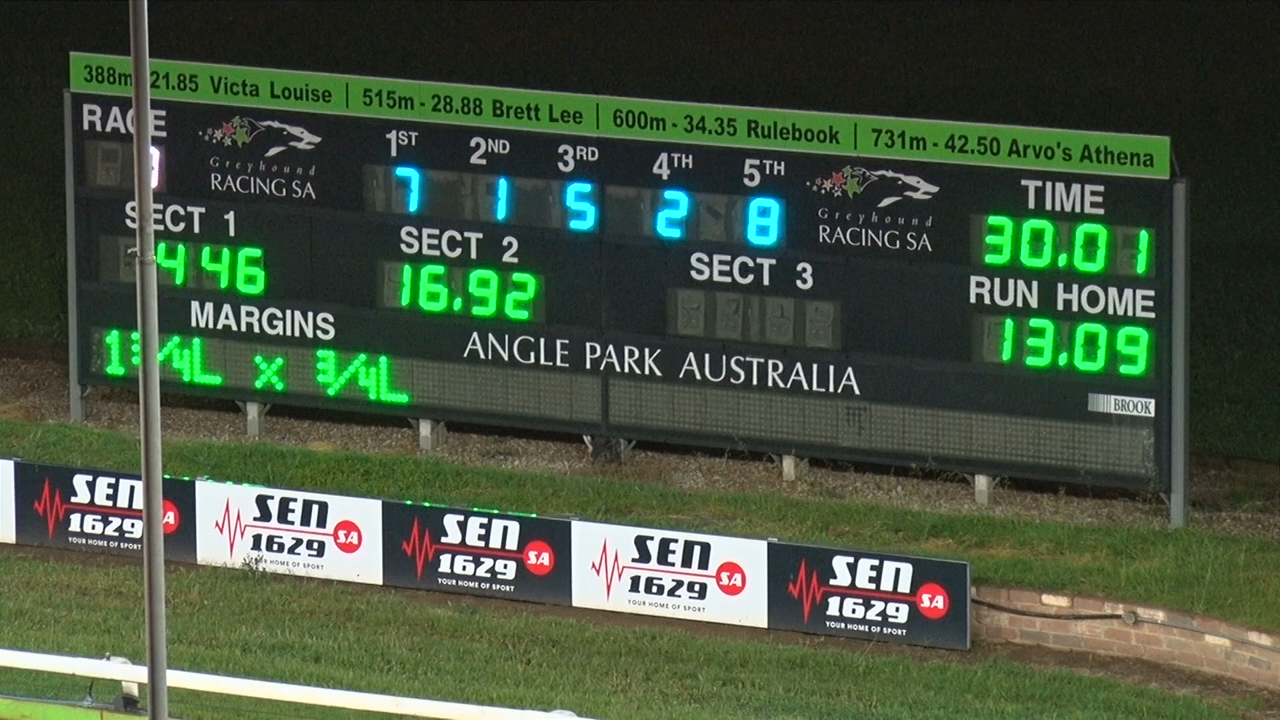 388m 21.85 Victa Louise | 515m - 28.88 Brett Lee | 600m - 34.35 Rulebook | 731m - 42.50 Arvo's Athena
RACE
Greyhound RACING SA
1ST 2ND 3RD 4TH 5TH
7 1 5 2 8
Greyhound RACING SA
TIME
30.01
SECT 1
4 46
SECT 2
16.92
SECT 3
RUN HOME
13.09
MARGINS
1 3/4L x 3/4L
ANGLE PARK AUSTRALIA
BROOK
SEN
1629 A
YOUR HOME OF SPORT
SEN
1629 SA
YOUR HOME OF SPORT
SEN
1629 SA
YOUR HOME OF SPORT
SEN
1629 SA
YOUR HOME OF SPORT
SEN
1629 SA
YOUR HOME OF SPORT